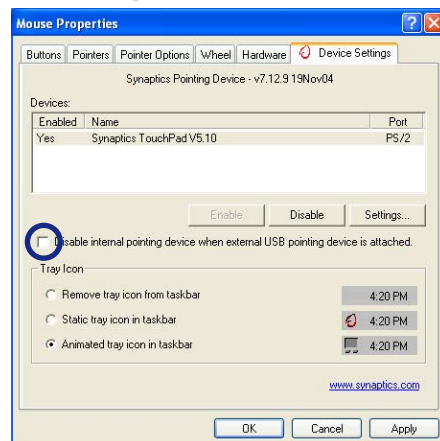 Mouse Properties
Buttons Pointers Pointer Options Wheel Hardware Device Settings
Synaptics Pointing Device - v7.12.9 19Nov04
Devices:
Enabled Name Port
Yes Synaptics TouchPad V5.10 PS/2
Enable Disable Settings...
Disable internal pointing device when external USB pointing device is attached.
Tray Icon
Remove tray icon from taskbar 4:20 PM
Static tray icon in taskbar 4:20 PM
Animated tray icon in taskbar 4:20 PM
www.synaptics.com
OK Cancel Apply